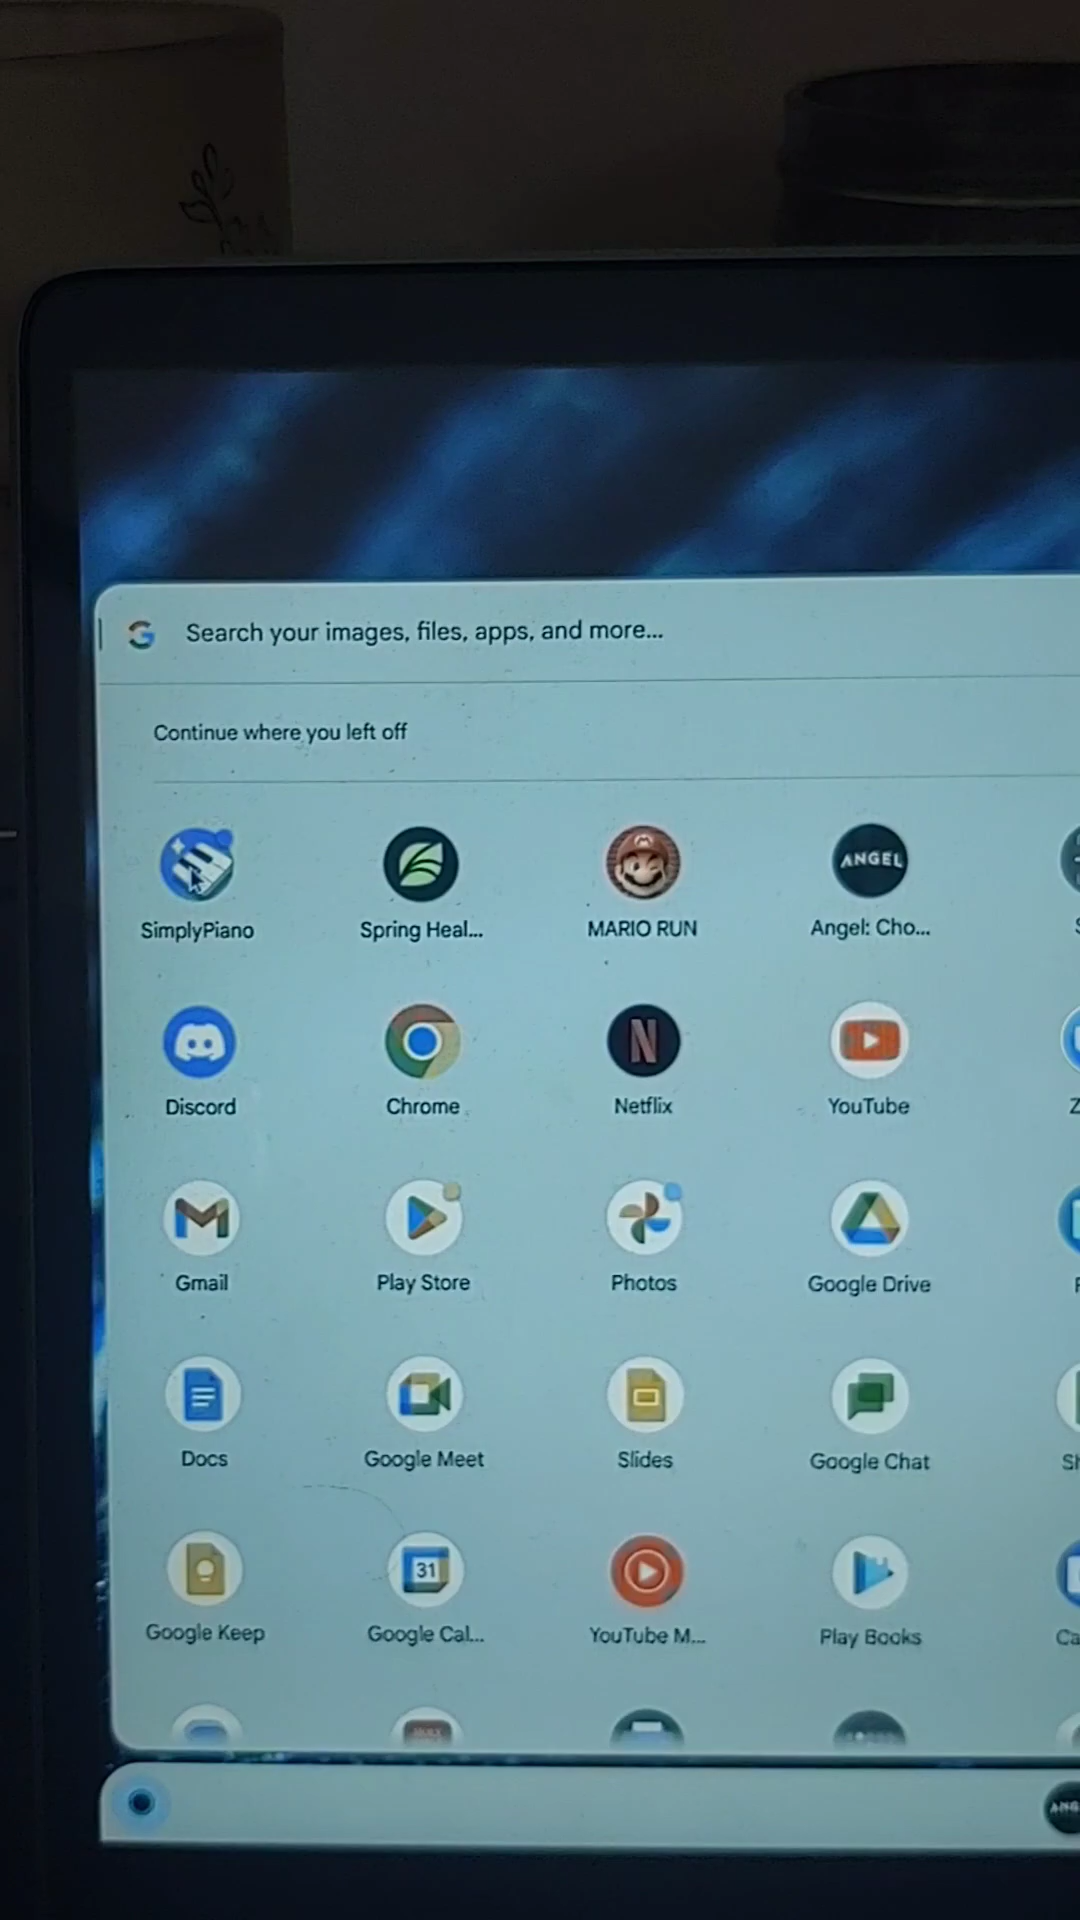 Search your images, files, apps, and more...
Continue where you left off
ANGEL
SimplyPiano
Spring Heal...
MARIO RUN
Angel: Cho...
Discord
Chrome
Netflix
YouTube
Gmail
Play Store
Photos
Google Drive
Docs
Google Meet
Slides
Google Chat
31
Google Keep
Google Cal...
YouTube M...
Play Books
Ca